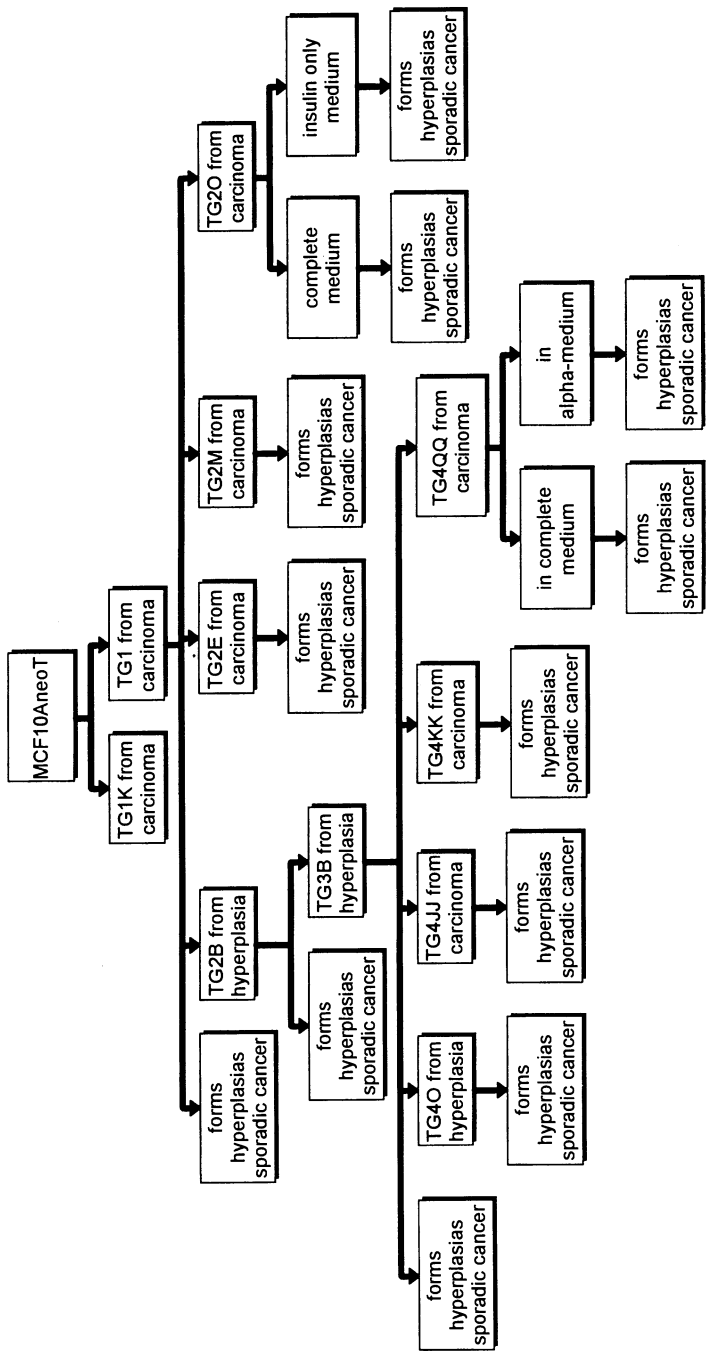 MCF10AneoT
TG1K from
carcinoma
TG1 from
carcinoma
forms
hyperplasias
sporadic cancer
TG2B from
hyperplasia
TG2E from
carcinoma
TG2M from
carcinoma
TG2O from
carcinoma
forms
hyperplasias
sporadic cancer
TG3B from
hyperplasia
forms
hyperplasias
sporadic cancer
forms
hyperplasias
sporadic cancer
complete
medium
insulin only
medium
forms
hyperplasias
sporadic cancer
forms
hyperplasias
sporadic cancer
forms
hyperplasias
sporadic cancer
TG4O from
hyperplasia
TG4JJ from
carcinoma
TG4KK from
carcinoma
TG4QQ from
carcinoma
forms
hyperplasias
sporadic cancer
forms
hyperplasias
sporadic cancer
forms
hyperplasias
sporadic cancer
in complete
medium
in
alpha-medium
forms
hyperplasias
sporadic cancer
forms
hyperplasias
sporadic cancer